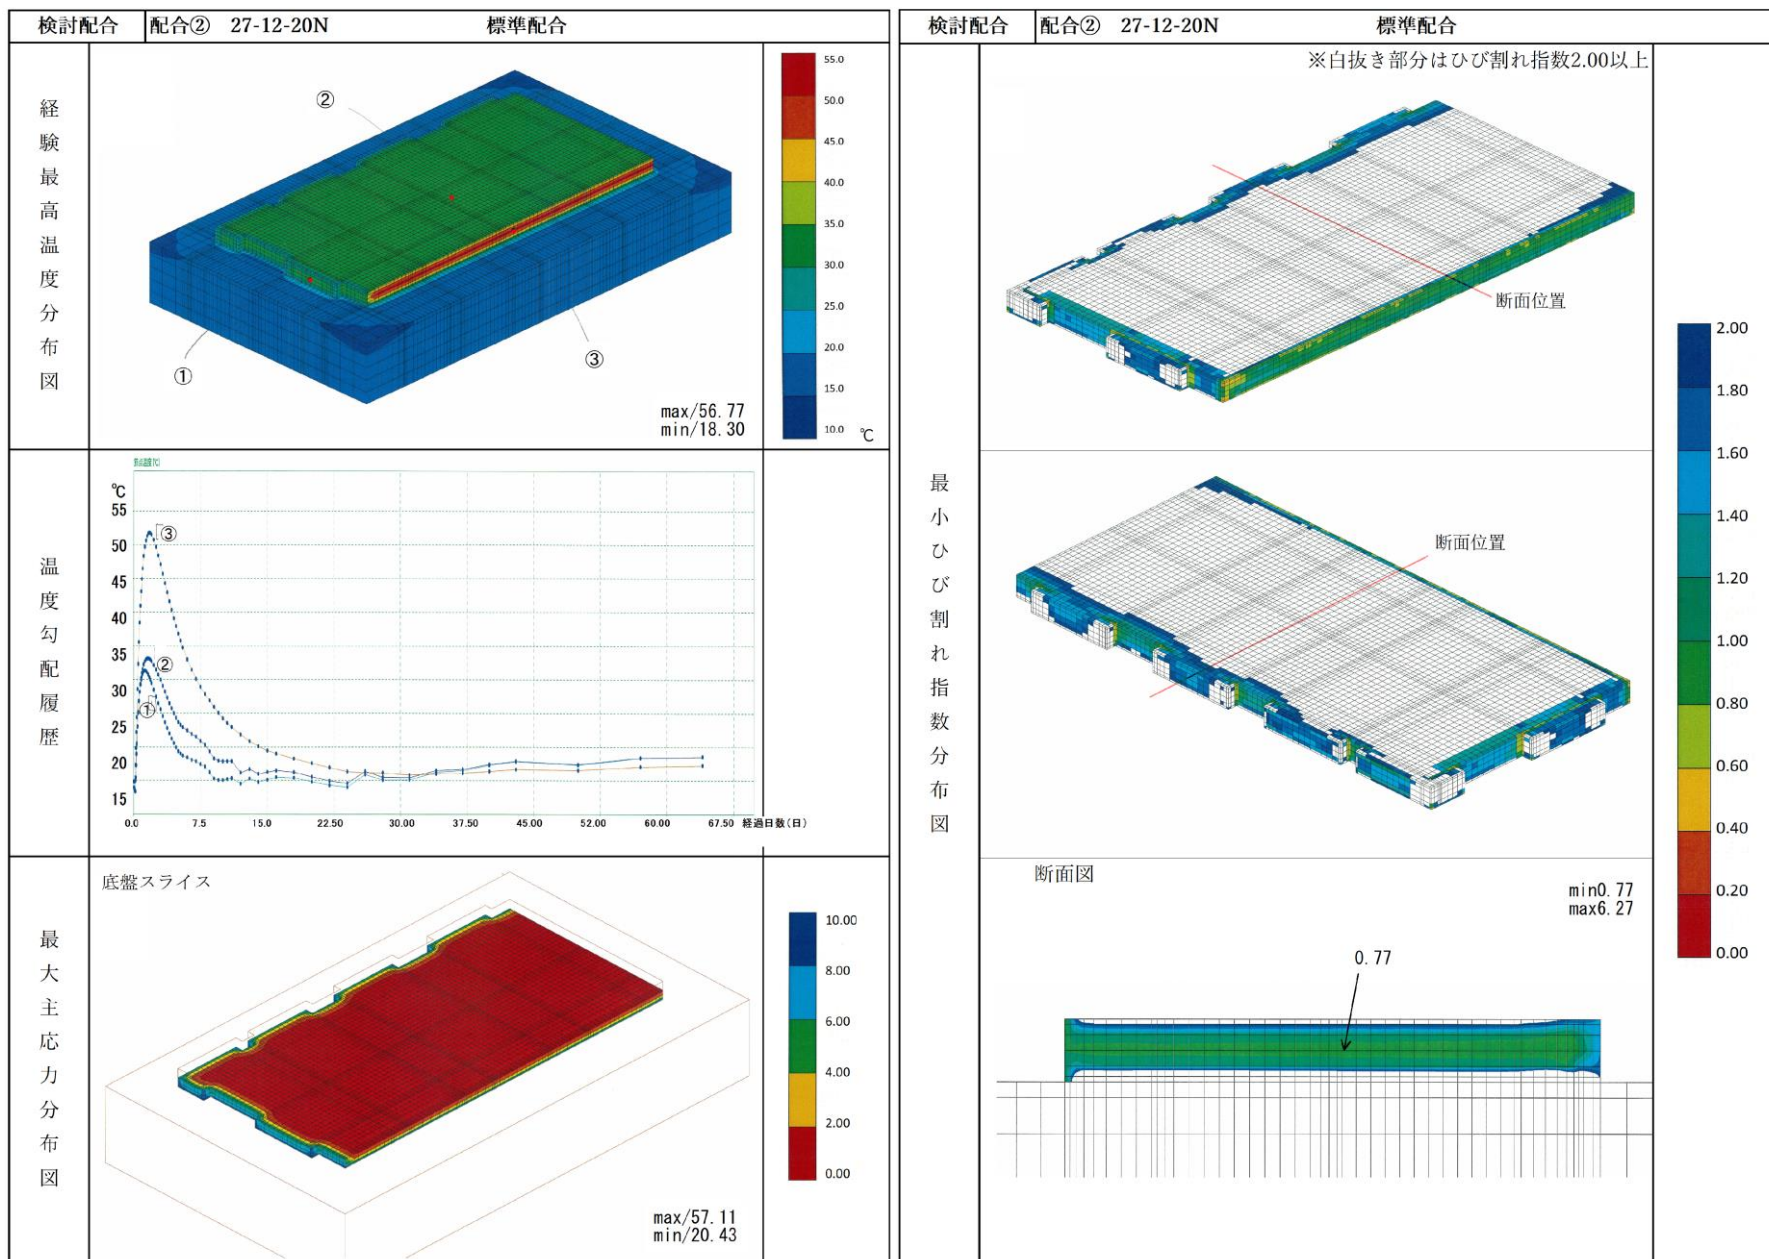 検討配合
配合② 27-12-20N 標準配合
経験最高温度分布図
②
①
③
max/56.77
min/18.30
55.0
50.0
45.0
40.0
35.0
30.0
25.0
20.0
15.0
10.0
℃
温度勾配履歴
℃
55
50
45
40
35
30
25
20
15
③
②
①
0.0 7.5 15.0 22.50 30.00 37.50 45.00 52.00 60.00 67.50 経過日数(日)
最大主応力分布図
底盤スライス
10.00
8.00
6.00
4.00
2.00
0.00
max/57.11
min/20.43
検討配合
配合② 27-12-20N 標準配合
最小ひび割れ指数分布図
※白抜き部分はひび割れ指数2.00以上
断面位置
断面位置
断面図
min0.77
max6.27
0.77
2.00
1.80
1.60
1.40
1.20
1.00
0.80
0.60
0.40
0.20
0.00